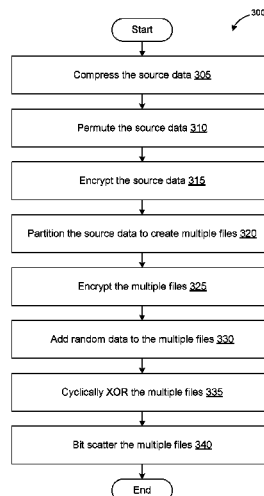 300
Start
Compress the source data 305
Permute the source data 310
Encrypt the source data 315
Partition the source data to create multiple files 320
Encrypt the multiple files 325
Add random data to the multiple files 330
Cyclically XOR the multiple files 335
Bit scatter the multiple files 340
End